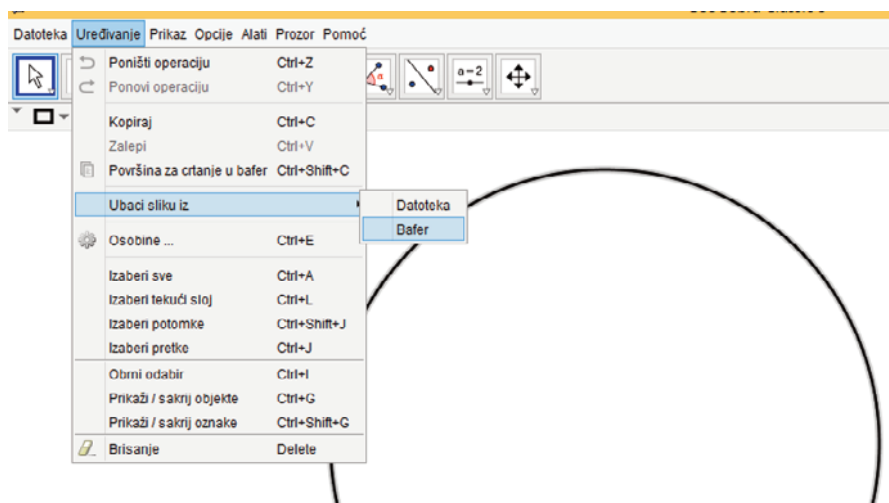 Datoteka Uređivanje Prikaz Opcije Alati Prozor Pomoć
a=2
Poništi operaciju Ctrl+Z
Ponovi operaciju Ctrl+Y
Kopiraj Ctrl+C
Zalepi Ctrl+V
Površina za crtanje u bafer Ctrl+Shift+C
Ubaci sliku iz
Datoteka
Bafer
Osobine ... Ctrl+E
Izaberi sve Ctrl+A
Izaberi tekući sloj Ctrl+L
Izaberi potomke Ctrl+Shift+J
Izaberi pretke Ctrl+J
Obrni odabir Ctrl+I
Prikaži / sakrij objekte Ctrl+G
Prikaži / sakrij oznake Ctrl+Shift+G
Brisanje Delete